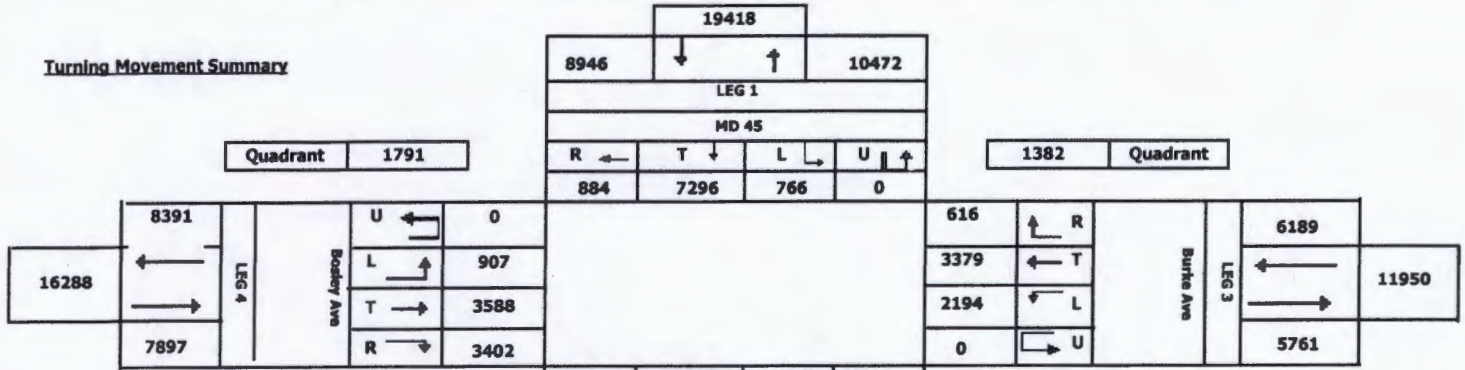 19418
Turning Movement Summary
8946 10472
LEG 1
MD 45
Quadrant 1791
R T L U
1382 Quadrant
884 7296 766 0
8391 U 0
616 R 6189
16288 LEG 4 Bosley Ave L 907
3379 T Burke Ave LEG 3 11950
T 3588
2194 L
7897 R 3402
0 U 5761